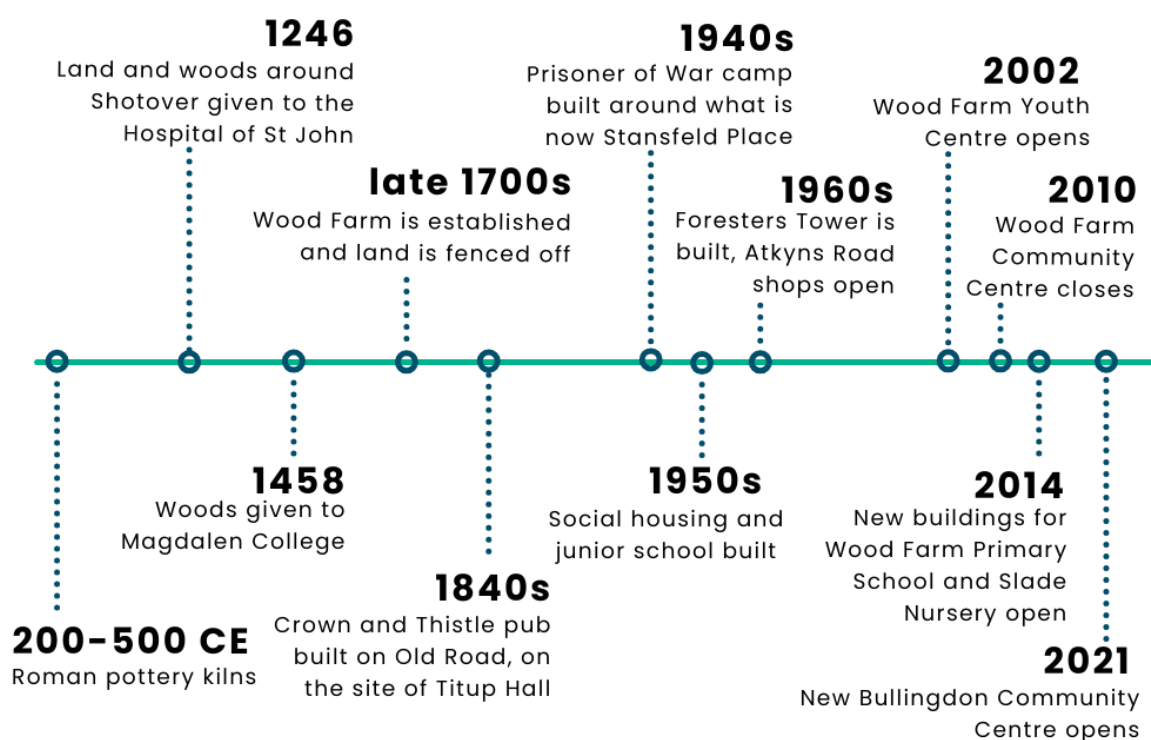 1246
Land and woods around
Shotover given to the
Hospital of St John
late 1700s
Wood Farm is established
and land is fenced off
1940s
Prisoner of War camp
built around what is
now Stansfeld Place
1960s
Foresters Tower is
built, Atkyns Road
shops open
2002
Wood Farm Youth
Centre opens
2010
Wood Farm
Community
Centre closes
200-500 CE
Roman pottery kilns
1458
Woods given to
Magdalen College
1840s
Crown and Thistle pub
built on Old Road, on
the site of Titup Hall
1950s
Social housing and
junior school built
2014
New buildings for
Wood Farm Primary
School and Slade
Nursery open
2021
New Bullingdon Community
Centre opens